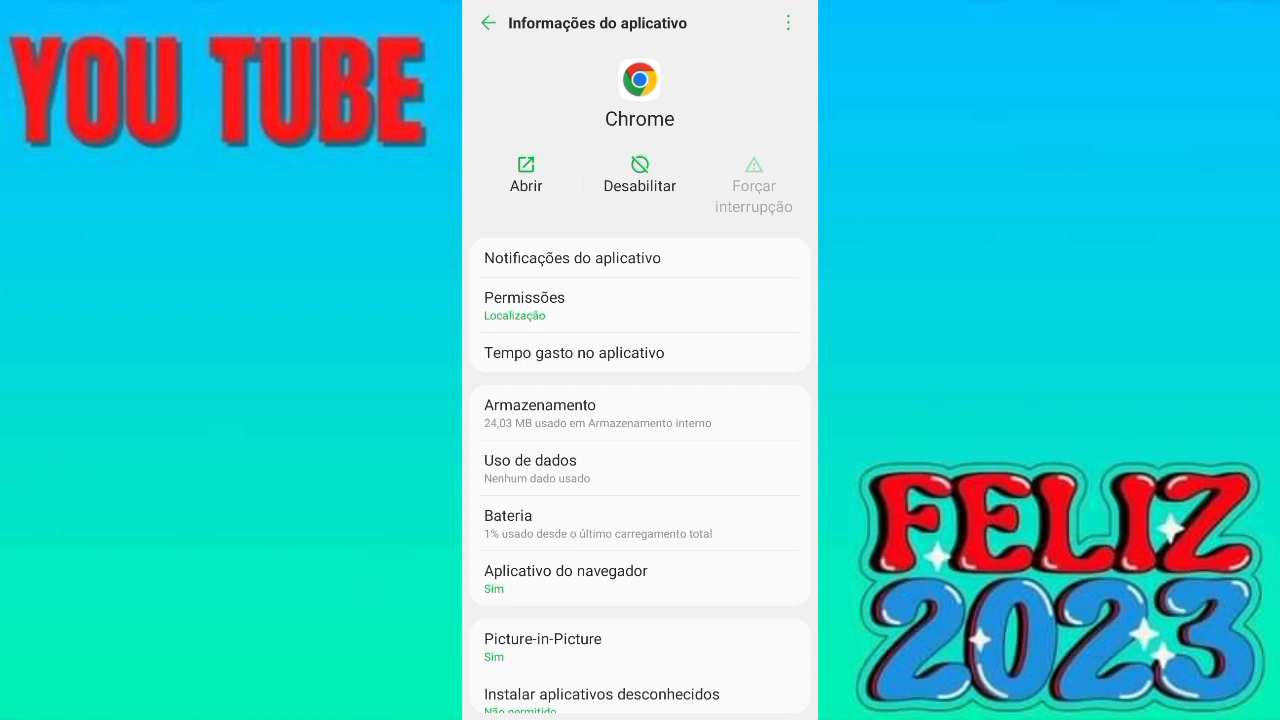 YOU TUBE
Informações do aplicativo
Chrome
Abrir
Desabilitar
Forçar
interrupção
Notificações do aplicativo
Permissões
Localização
Tempo gasto no aplicativo
Armazenamento
24,03 MB usado em Armazenamento interno
Uso de dados
Nenhum dado usado
Bateria
1% usado desde o último carregamento total
Aplicativo do navegador
Sim
Picture-in-Picture
Sim
Instalar aplicativos desconhecidos
Não permitido
FELIZ
2023